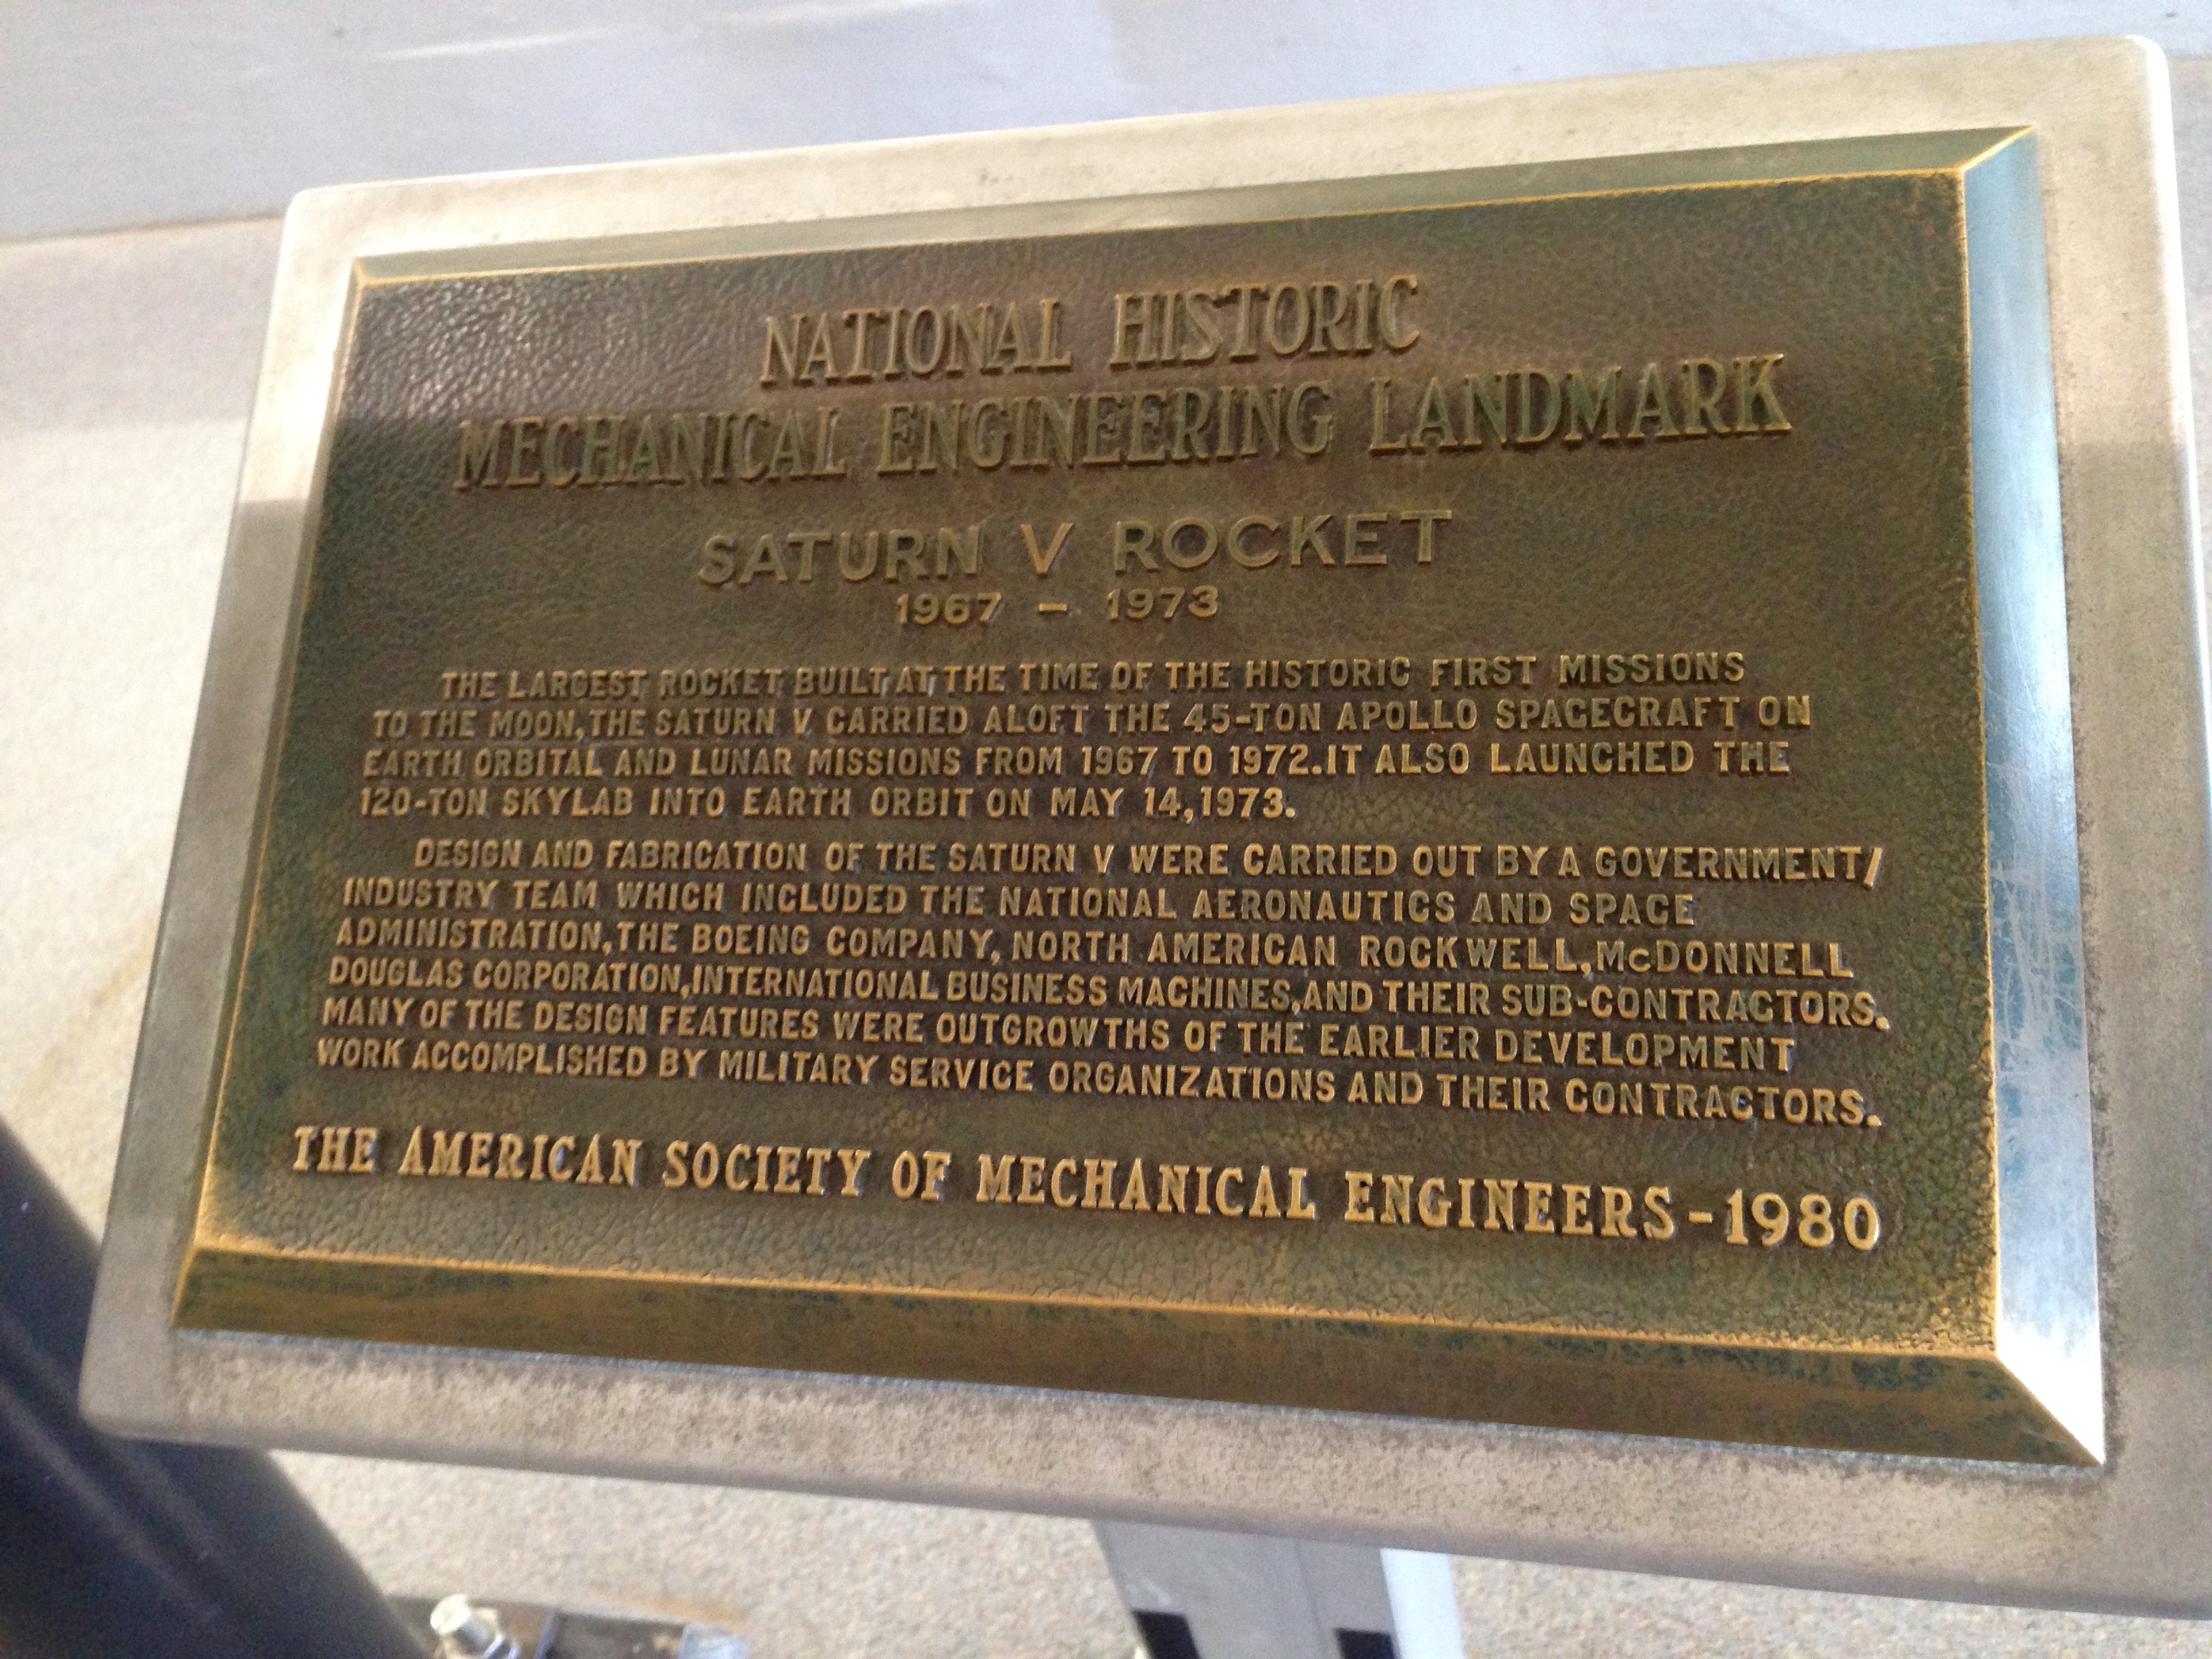 NATIONAL HISTORIC
MECHANICAL ENGINEERING LANDMARK
SATURN V ROCKET
1967 – 1973
THE LARGEST ROCKET BUILT AT THE TIME OF THE HISTORIC FIRST MISSIONS
TO THE MOON, THE SATURN V CARRIED ALOFT THE 45-TON APOLLO SPACECRAFT ON
EARTH ORBITAL AND LUNAR MISSIONS FROM 1967 TO 1972. IT ALSO LAUNCHED THE
120-TON SKYLAB INTO EARTH ORBIT ON MAY 14, 1973.
DESIGN AND FABRICATION OF THE SATURN V WERE CARRIED OUT BY A GOVERNMENT/
INDUSTRY TEAM WHICH INCLUDED THE NATIONAL AERONAUTICS AND SPACE
ADMINISTRATION, THE BOEING COMPANY, NORTH AMERICAN ROCKWELL, McDONNELL
DOUGLAS CORPORATION, INTERNATIONAL BUSINESS MACHINES, AND THEIR SUB-CONTRACTORS.
MANY OF THE DESIGN FEATURES WERE OUTGROWTHS OF THE EARLIER DEVELOPMENT
WORK ACCOMPLISHED BY MILITARY SERVICE ORGANIZATIONS AND THEIR CONTRACTORS.
THE AMERICAN SOCIETY OF MECHANICAL ENGINEERS – 1980